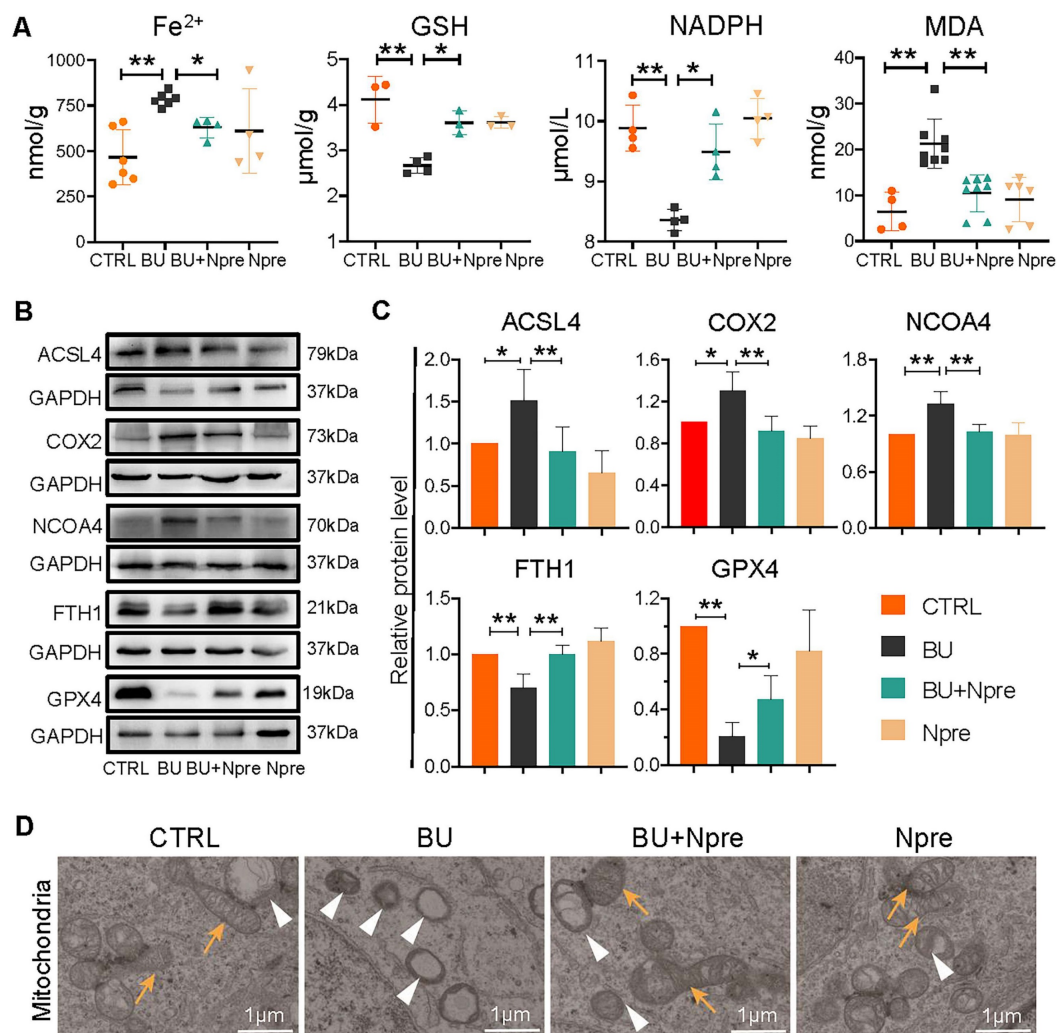 A
Fe²⁺
GSH
NADPH
MDA
nmol/g
1000
750
500
250
0
** *
CTRL BU BU+Npre Npre
µmol/g
5
4
3
2
1
** *
CTRL BU BU+Npre Npre
µmol/L
11
10
9
8
** *
CTRL BU BU+Npre Npre
nmol/g
40
30
20
10
0
** **
CTRL BU BU+Npre Npre
B
ACSL4 79kDa
GAPDH 37kDa
COX2 73kDa
GAPDH 37kDa
NCOA4 70kDa
GAPDH 37kDa
FTH1 21kDa
GAPDH 37kDa
GPX4 19kDa
GAPDH 37kDa
CTRL BU BU+Npre Npre
C
Relative protein level
ACSL4
2.0
1.5
1.0
0.5
0.0
* **
COX2
1.6
1.2
0.8
0.4
0.0
* **
NCOA4
1.8
1.2
0.6
0.0
** **
FTH1
1.5
1.0
0.5
0.0
** **
GPX4
1.2
0.8
0.4
0.0
** *
CTRL
BU
BU+Npre
Npre
D
CTRL
BU
BU+Npre
Npre
Mitochondria
1µm
1µm
1µm
1µm